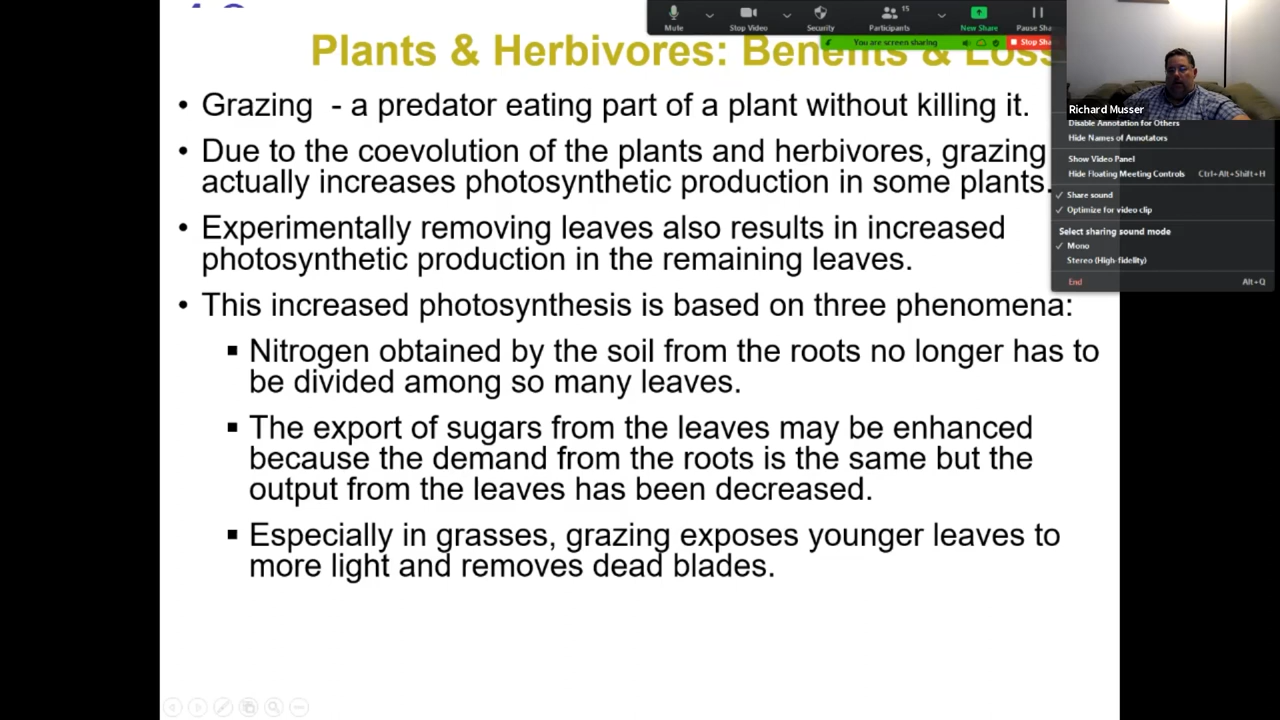 Mute
Stop Video
Security
Participants
15
New Share
Pause Sha
You are screen sharing
Stop Sha
Plants & Herbivores: Benefits & Loss
Richard Musser
Disable Annotation for Others
Hide Names of Annotators
Show Video Panel
Hide Floating Meeting Controls Ctrl+Alt+Shift+H
Share sound
Optimize for video clip
Select sharing sound mode
Mono
Stereo (High-fidelity)
End Alt+Q
• Grazing - a predator eating part of a plant without killing it.
• Due to the coevolution of the plants and herbivores, grazing
actually increases photosynthetic production in some plants.
• Experimentally removing leaves also results in increased
photosynthetic production in the remaining leaves.
• This increased photosynthesis is based on three phenomena:
▪ Nitrogen obtained by the soil from the roots no longer has to
be divided among so many leaves.
▪ The export of sugars from the leaves may be enhanced
because the demand from the roots is the same but the
output from the leaves has been decreased.
▪ Especially in grasses, grazing exposes younger leaves to
more light and removes dead blades.